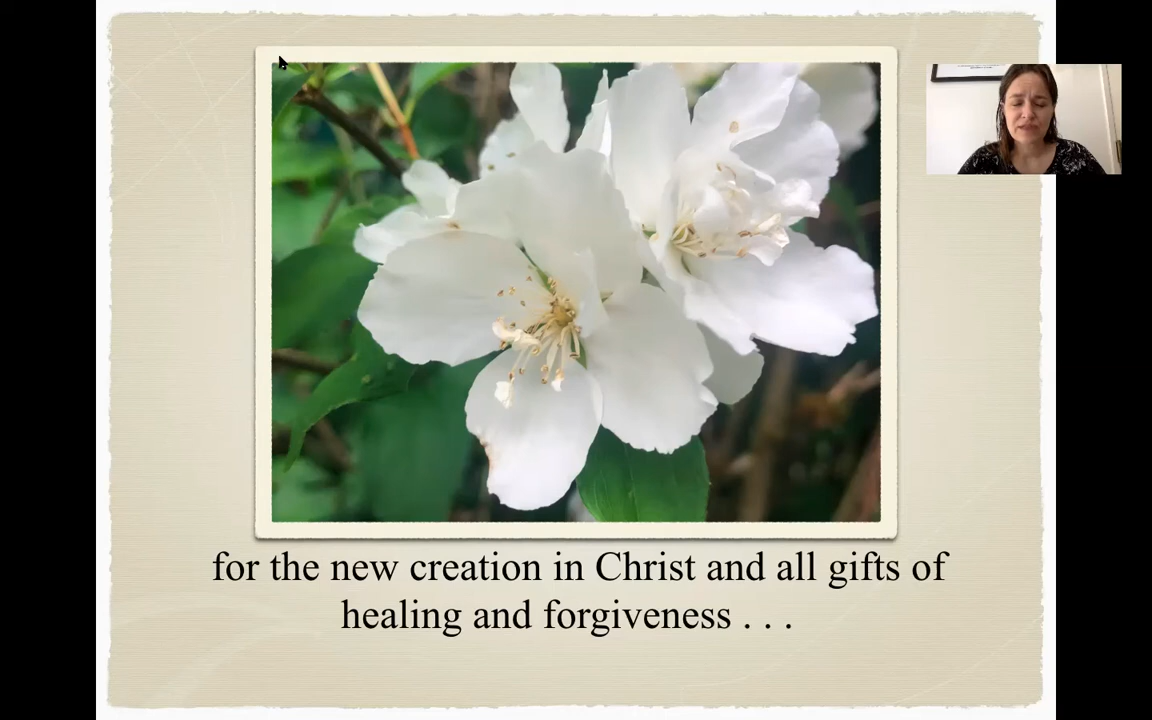 for the new creation in Christ and all gifts of
healing and forgiveness . . .